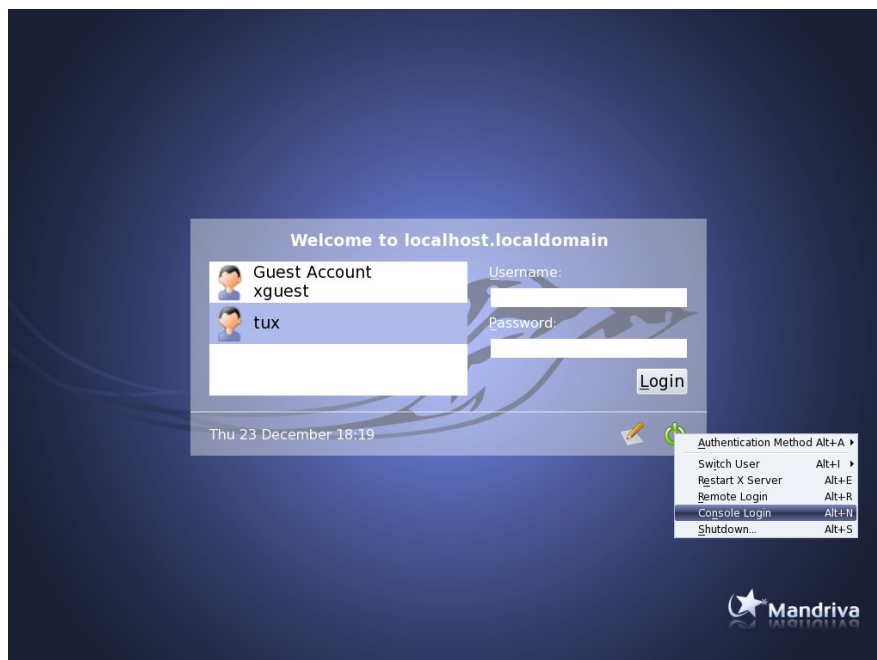 Welcome to localhost.localdomain
Guest Account
xguest
tux
Username:
Password:
Login
Thu 23 December 18:19
Authentication Method Alt+A
Switch User Alt+I
Restart X Server Alt+E
Remote Login Alt+R
Console Login Alt+N
Shutdown... Alt+S
Mandriva